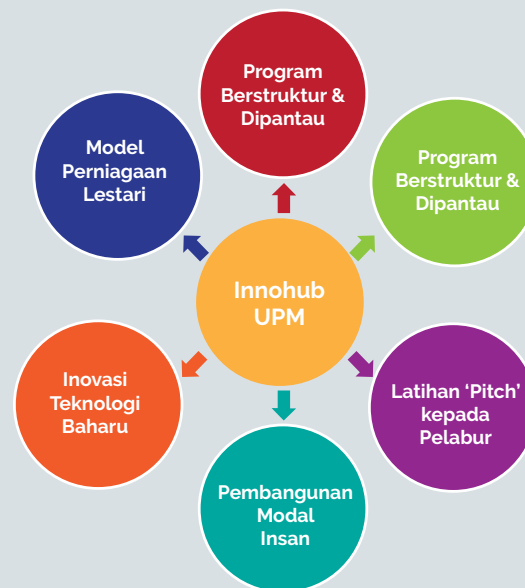 Program
Berstruktur &
Dipantau
Model
Perniagaan
Lestari
Program
Berstruktur &
Dipantau
Innohub
UPM
Inovasi
Teknologi
Baharu
Latihan ‘Pitch’
kepada
Pelabur
Pembangunan
Modal
Insan